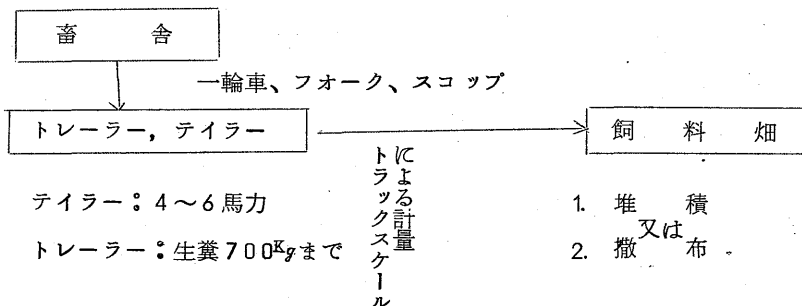 畜舎
一輪車、フオーク、スコップ
トレーラー，テイラー
飼料畑
トラックスケール
による計量
テイラー：4～6馬力
トレーラー：生糞700Kgまで
1. 堆積
又は
2. 撒布